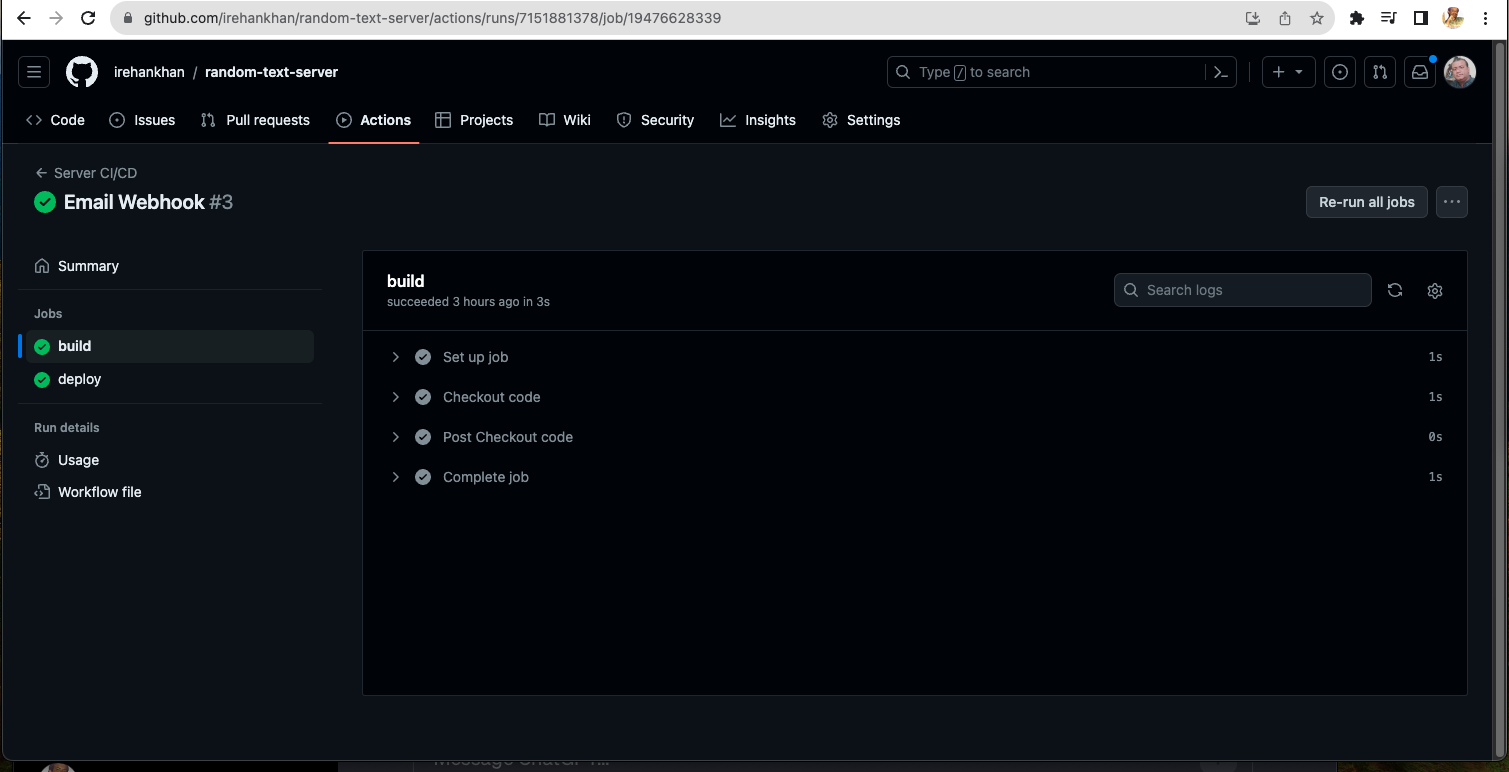 github.com/irehankhan/random-text-server/actions/runs/7151881378/job/19476628339
irehankhan / random-text-server
Type / to search
Code Issues Pull requests Actions Projects Wiki Security Insights Settings
Server CI/CD
Email Webhook #3
Re-run all jobs
Summary
Jobs
build
deploy
Run details
Usage
Workflow file
build
succeeded 3 hours ago in 3s
Search logs
Set up job 1s
Checkout code 1s
Post Checkout code 0s
Complete job 1s